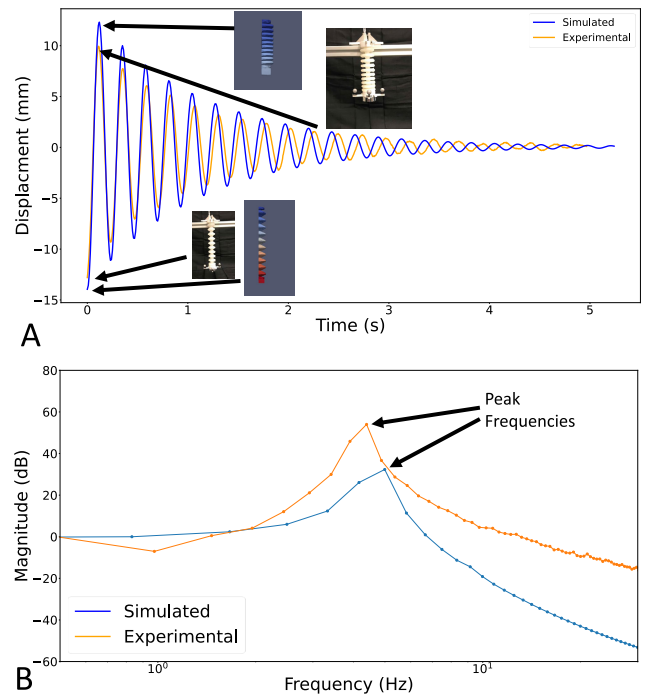 10
5
0
−5
−10
−15
Displacment (mm)
Simulated
Experimental
0
1
2
3
4
5
Time (s)
A
80
60
40
20
0
−20
−40
−60
Magnitude (dB)
Peak
Frequencies
Simulated
Experimental
10⁰
10¹
Frequency (Hz)
B